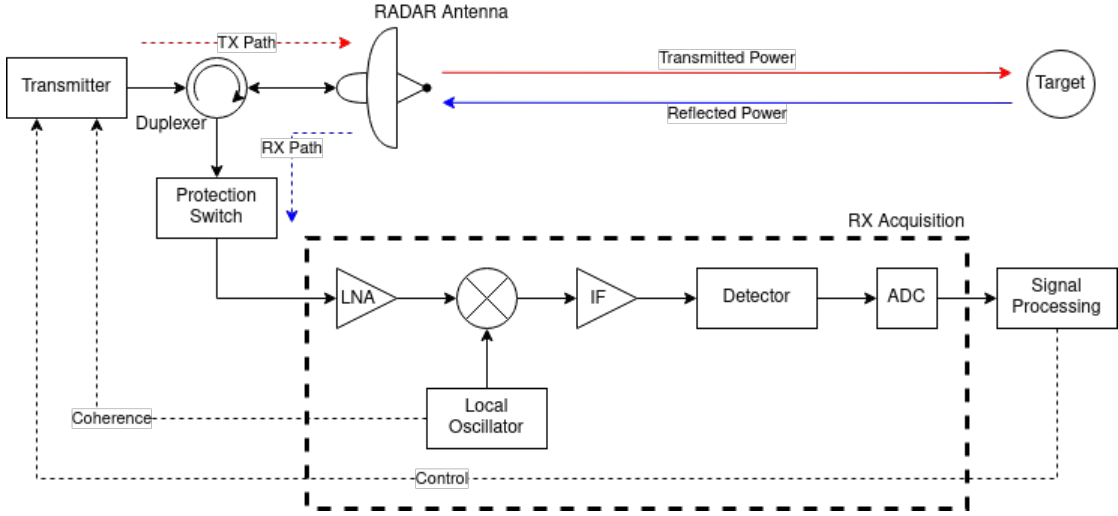 RADAR Antenna
TX Path
Transmitted Power
Transmitter
Target
Reflected Power
Duplexer
RX Path
Protection
Switch
RX Acquisition
LNA
IF
Detector
ADC
Signal
Processing
Local
Oscillator
Coherence
Control